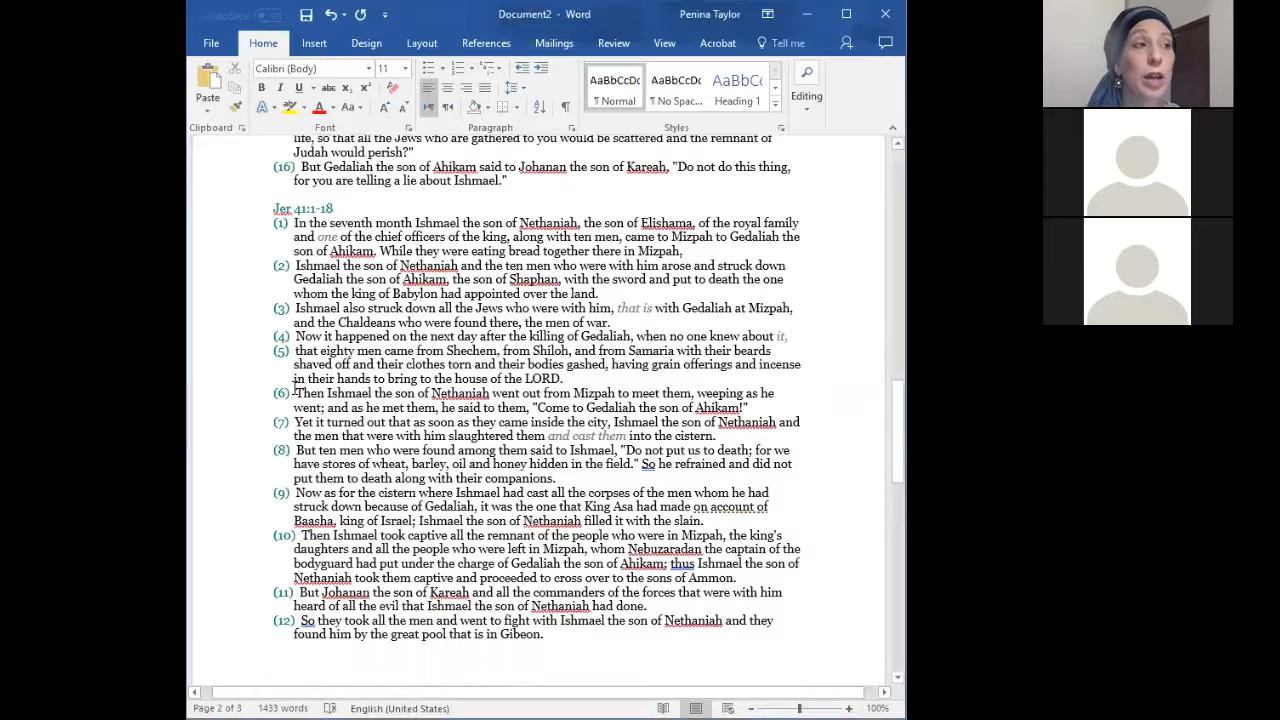 AutoSave
Document2 - Word
Penina Taylor
File
Home
Insert
Design
Layout
References
Mailings
Review
View
Acrobat
Tell me
Paste
Clipboard
Calibri (Body)
11
B I U abc x₂ x²
A A Aa A A
Font
Paragraph
AaBbCcDc
¶ Normal
AaBbCcDc
¶ No Spac...
AaBbCc
Heading 1
Styles
Editing
life, so that all the Jews who are gathered to you would be scattered and the remnant of
Judah would perish?"
(16) But Gedaliah the son of Ahikam said to Johanan the son of Kareah, "Do not do this thing,
for you are telling a lie about Ishmael."
Jer 41:1-18
(1) In the seventh month Ishmael the son of Nethaniah, the son of Elishama, of the royal family
and one of the chief officers of the king, along with ten men, came to Mizpah to Gedaliah the
son of Ahikam. While they were eating bread together there in Mizpah,
(2) Ishmael the son of Nethaniah and the ten men who were with him arose and struck down
Gedaliah the son of Ahikam, the son of Shaphan, with the sword and put to death the one
whom the king of Babylon had appointed over the land.
(3) Ishmael also struck down all the Jews who were with him, that is with Gedaliah at Mizpah,
and the Chaldeans who were found there, the men of war.
(4) Now it happened on the next day after the killing of Gedaliah, when no one knew about it,
(5) that eighty men came from Shechem, from Shiloh, and from Samaria with their beards
shaved off and their clothes torn and their bodies gashed, having grain offerings and incense
in their hands to bring to the house of the LORD.
(6) Then Ishmael the son of Nethaniah went out from Mizpah to meet them, weeping as he
went; and as he met them, he said to them, "Come to Gedaliah the son of Ahikam!"
(7) Yet it turned out that as soon as they came inside the city, Ishmael the son of Nethaniah and
the men that were with him slaughtered them and cast them into the cistern.
(8) But ten men who were found among them said to Ishmael, "Do not put us to death; for we
have stores of wheat, barley, oil and honey hidden in the field." So he refrained and did not
put them to death along with their companions.
(9) Now as for the cistern where Ishmael had cast all the corpses of the men whom he had
struck down because of Gedaliah, it was the one that King Asa had made on account of
Baasha, king of Israel; Ishmael the son of Nethaniah filled it with the slain.
(10) Then Ishmael took captive all the remnant of the people who were in Mizpah, the king's
daughters and all the people who were left in Mizpah, whom Nebuzaradan the captain of the
bodyguard had put under the charge of Gedaliah the son of Ahikam; thus Ishmael the son of
Nethaniah took them captive and proceeded to cross over to the sons of Ammon.
(11) But Johanan the son of Kareah and all the commanders of the forces that were with him
heard of all the evil that Ishmael the son of Nethaniah had done.
(12) So they took all the men and went to fight with Ishmael the son of Nethaniah and they
found him by the great pool that is in Gibeon.
Page 2 of 3
1433 words
English (United States)
100%